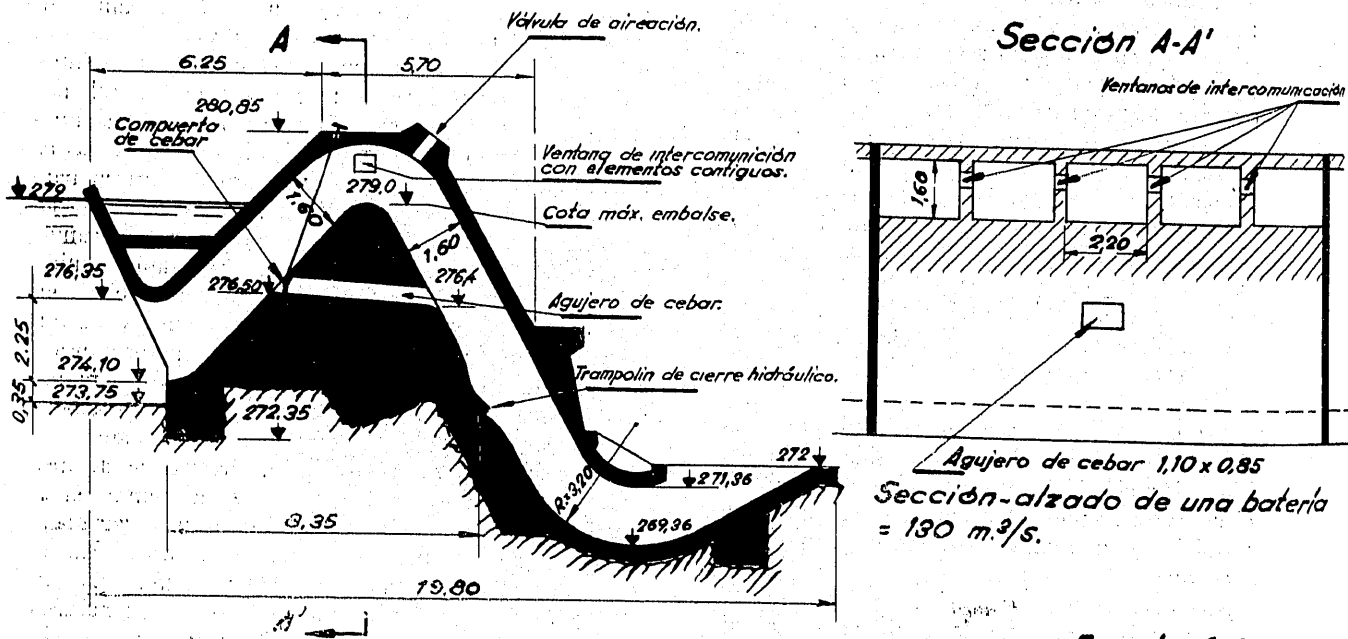 A
Válvula de aireación.
6.25
5,70
280,85
Compuerta
de cebar
Ventana de intercomunición
con elementos contiguos.
279
279,0
1.60
Cota máx. embalse.
1,60
276,35
276,50
276,4
Agujero de cebar.
2.25
274,10
0,35
273,75
Trampolin de cierre hidráulico.
272.35
272
271,36
R=3,20
8,35
269,36
19.80
Sección A-A'
Ventanas de intercomunicación
1,60
2,20
Agujero de cebar 1,10 x 0,85
Sección-alzado de una batería
= 130 m.³/s.